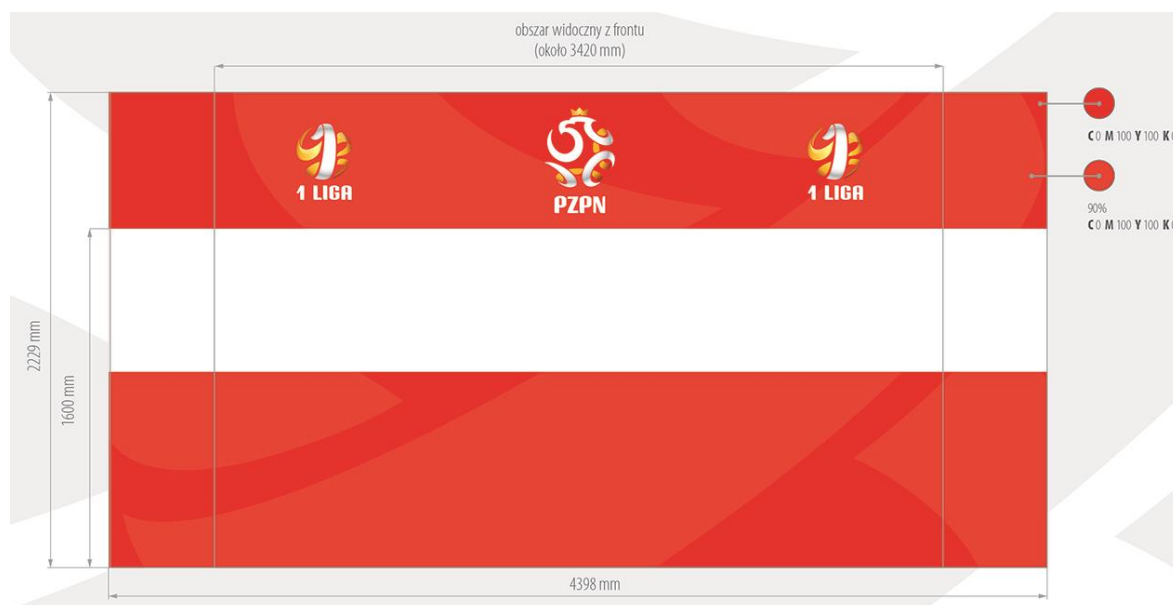 obszar widoczny z frontu
(około 3420 mm)
1 LIGA
PZPN
1 LIGA
C 0 M 100 Y 100 K
90%
C 0 M 100 Y 100 K
2229 mm
1600 mm
4398 mm